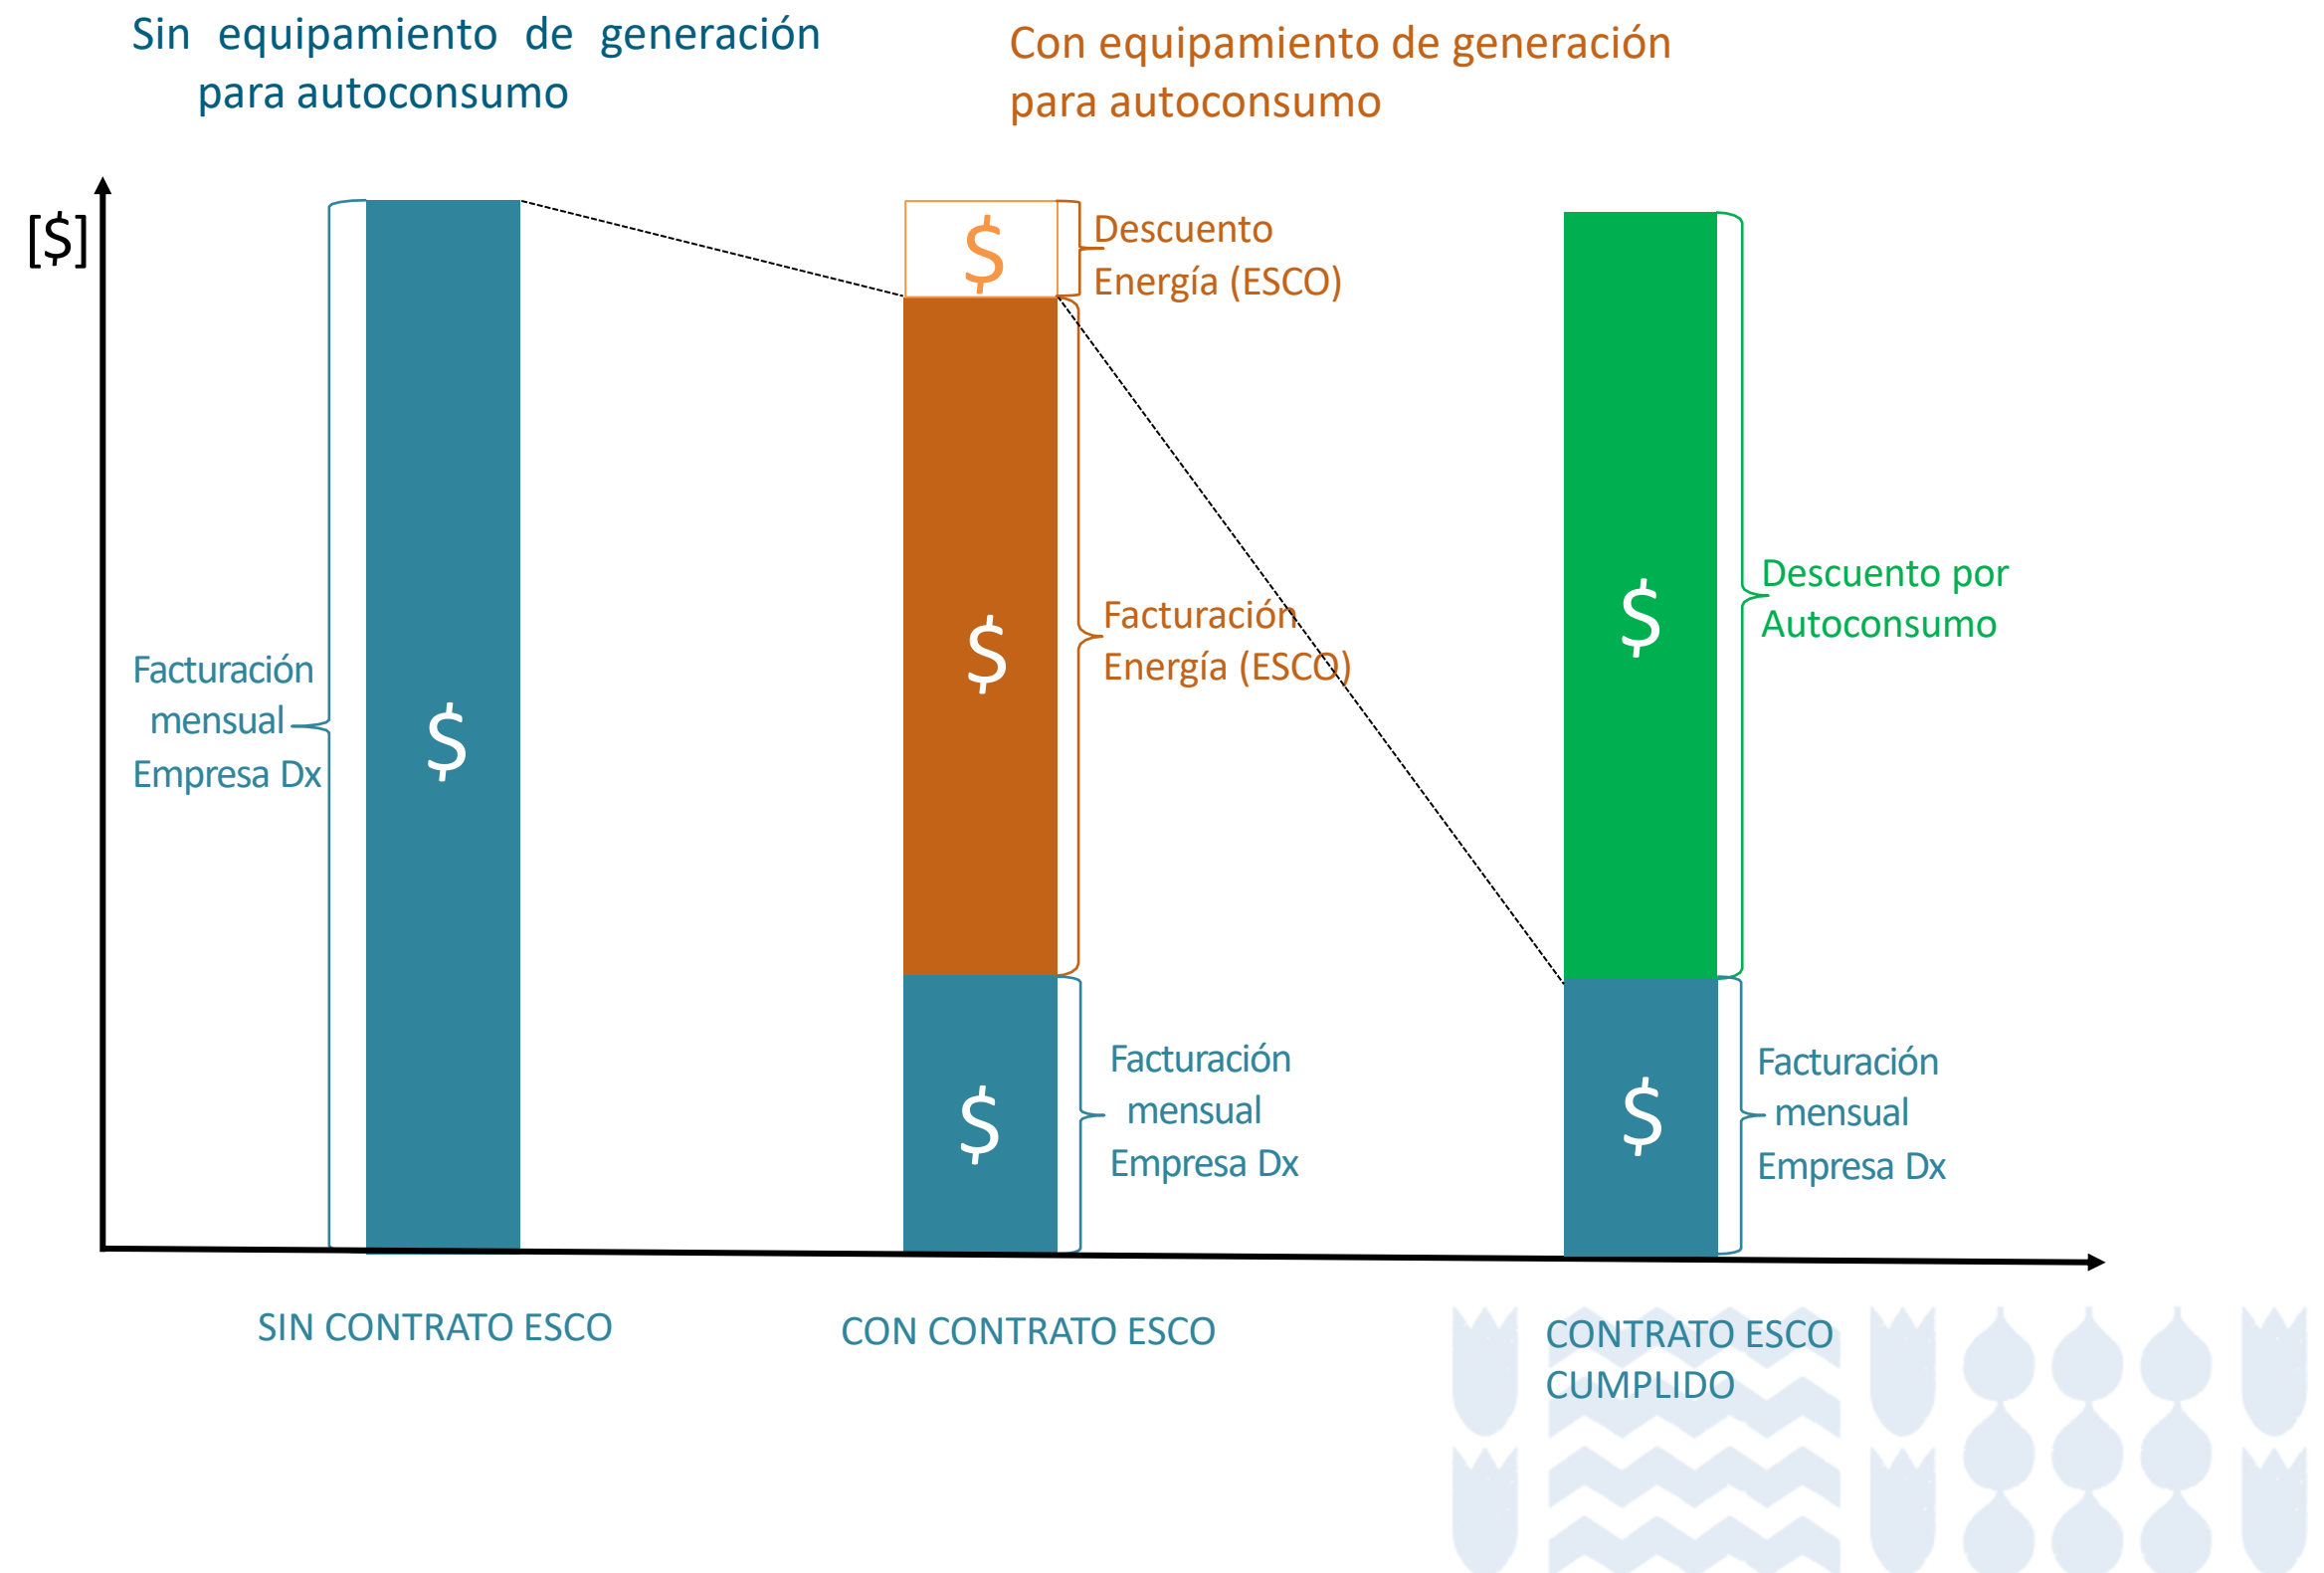 Sin equipamiento de generación
para autoconsumo
Con equipamiento de generación
para autoconsumo
[$]
$
Descuento
Energía (ESCO)
$
Facturación
Energía (ESCO)
$
Descuento por
Autoconsumo
Facturación
mensual
Empresa Dx
$
$
Facturación
mensual
Empresa Dx
$
Facturación
mensual
Empresa Dx
SIN CONTRATO ESCO
CON CONTRATO ESCO
CONTRATO ESCO
CUMPLIDO